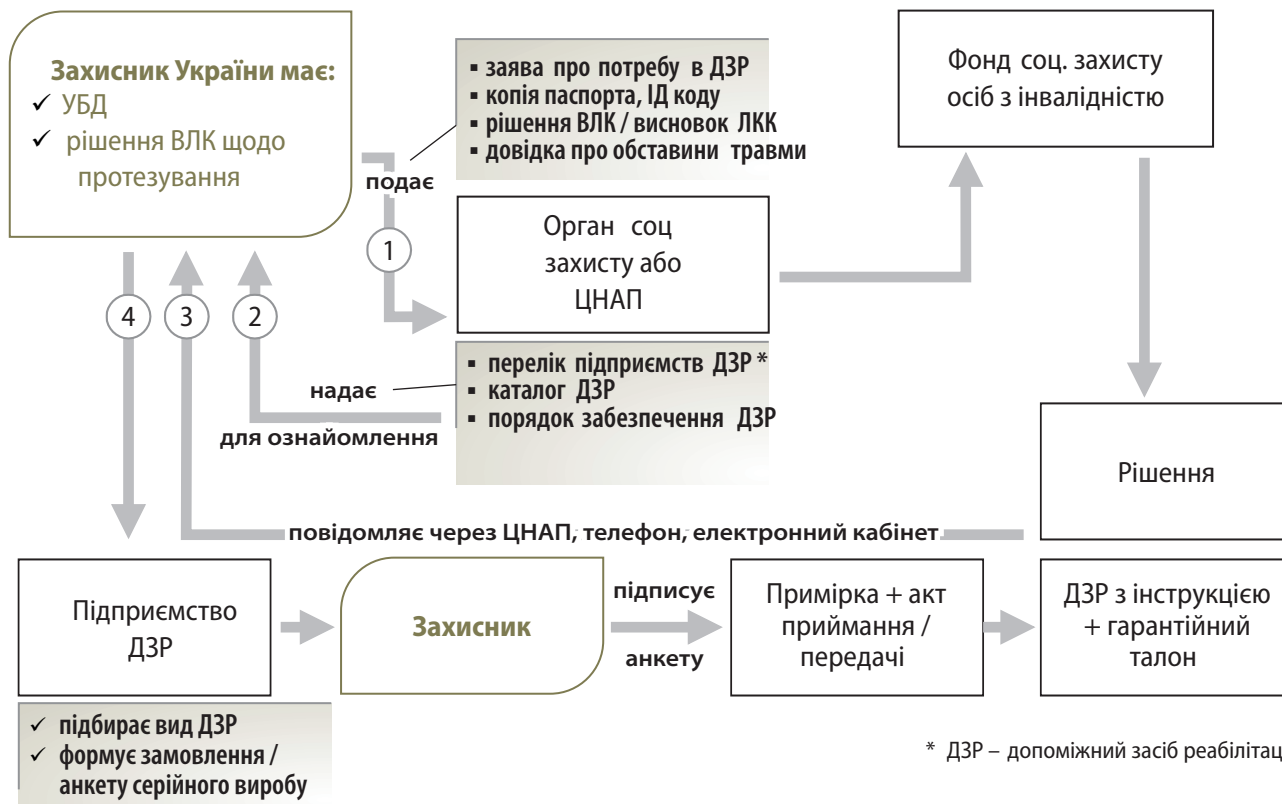 Захисник України має:
✓ УБД
✓ рішення ВЛК щодо
протезування
▪ заява про потребу в ДЗР
▪ копія паспорта, ІД коду
▪ рішення ВЛК / висновок ЛКК
▪ довідка про обставини травми
подає
Фонд соц. захисту
осіб з інвалідністю
1
Орган соц
захисту або
ЦНАП
4
3
2
надає
для ознайомлення
▪ перелік підприємств ДЗР *
▪ каталог ДЗР
▪ порядок забезпечення ДЗР
Рішення
повідомляє через ЦНАП, телефон, електронний кабінет
Підприємство
ДЗР
Захисник
підписує
анкету
Примірка + акт
приймання /
передачі
ДЗР з інструкцією
+ гарантійний
талон
✓ підбирає вид ДЗР
✓ формує замовлення /
анкету серійного виробу
* ДЗР – допоміжний засіб реабілітац